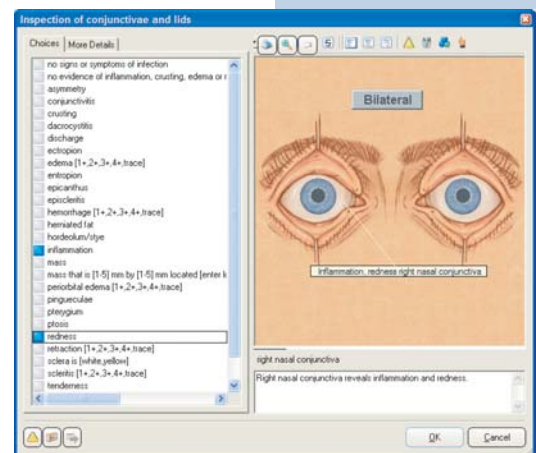 Inspection of conjunctivae and lids
Choices
More Details
no signs or symptoms of infection
no evidence of inflammation, crusting, edema or
asymmetry
conjunctivitis
crusting
dacrocystitis
discharge
ectropion
edema [1+,2+,3+,4+,trace]
entropion
epicanthus
episcleritis
hemorrhage [1+,2+,3+,4+,trace]
herniated fat
hordeolum/stye
inflammation
mass
mass that is [1-5] mm by [1-5] mm located [enter
periorbital edema [1+,2+,3+,4+,trace]
pingueculae
pterygium
ptosis
redness
retraction [1+,2+,3+,4+,trace]
sclera is [white,yellow]
scleritis [1+,2+,3+,4+,trace]
tenderness
Bilateral
Inflammation, redness right nasal conjunctiva
right nasal conjunctiva
Right nasal conjunctiva reveals inflammation and redness.
OK
Cancel